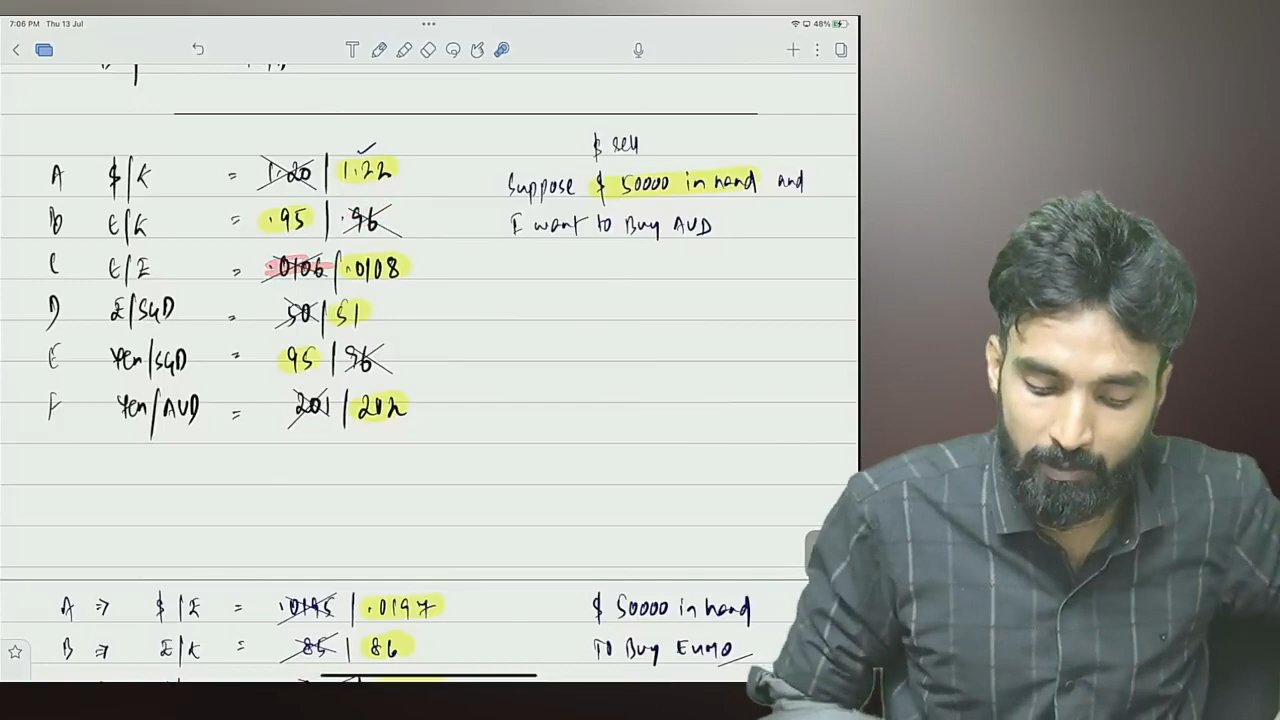 7:06 PM Thu 13 Jul
48%
$ sell
A $/K = 1.20 | 1.22
Suppose $ 50000 in hand and
B €/K = .95 | .96
I want to Buy AUD
C €/I = .0106 | .0108
D I/SGD = 50 | 51
E Yen/SGD = 95 | 96
F Yen/AUD = 201 | 202
A ⇒ $/I = .0195 | .0197
$ 50000 in hand
B ⇒ I/K = 85 | 86
To Buy EURO